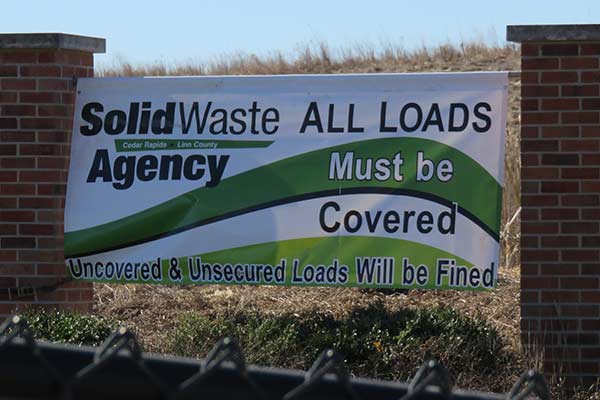 SolidWaste
Cedar Rapids • Linn County
Agency
ALL LOADS
Must be
Covered
Uncovered & Unsecured Loads Will be Fined